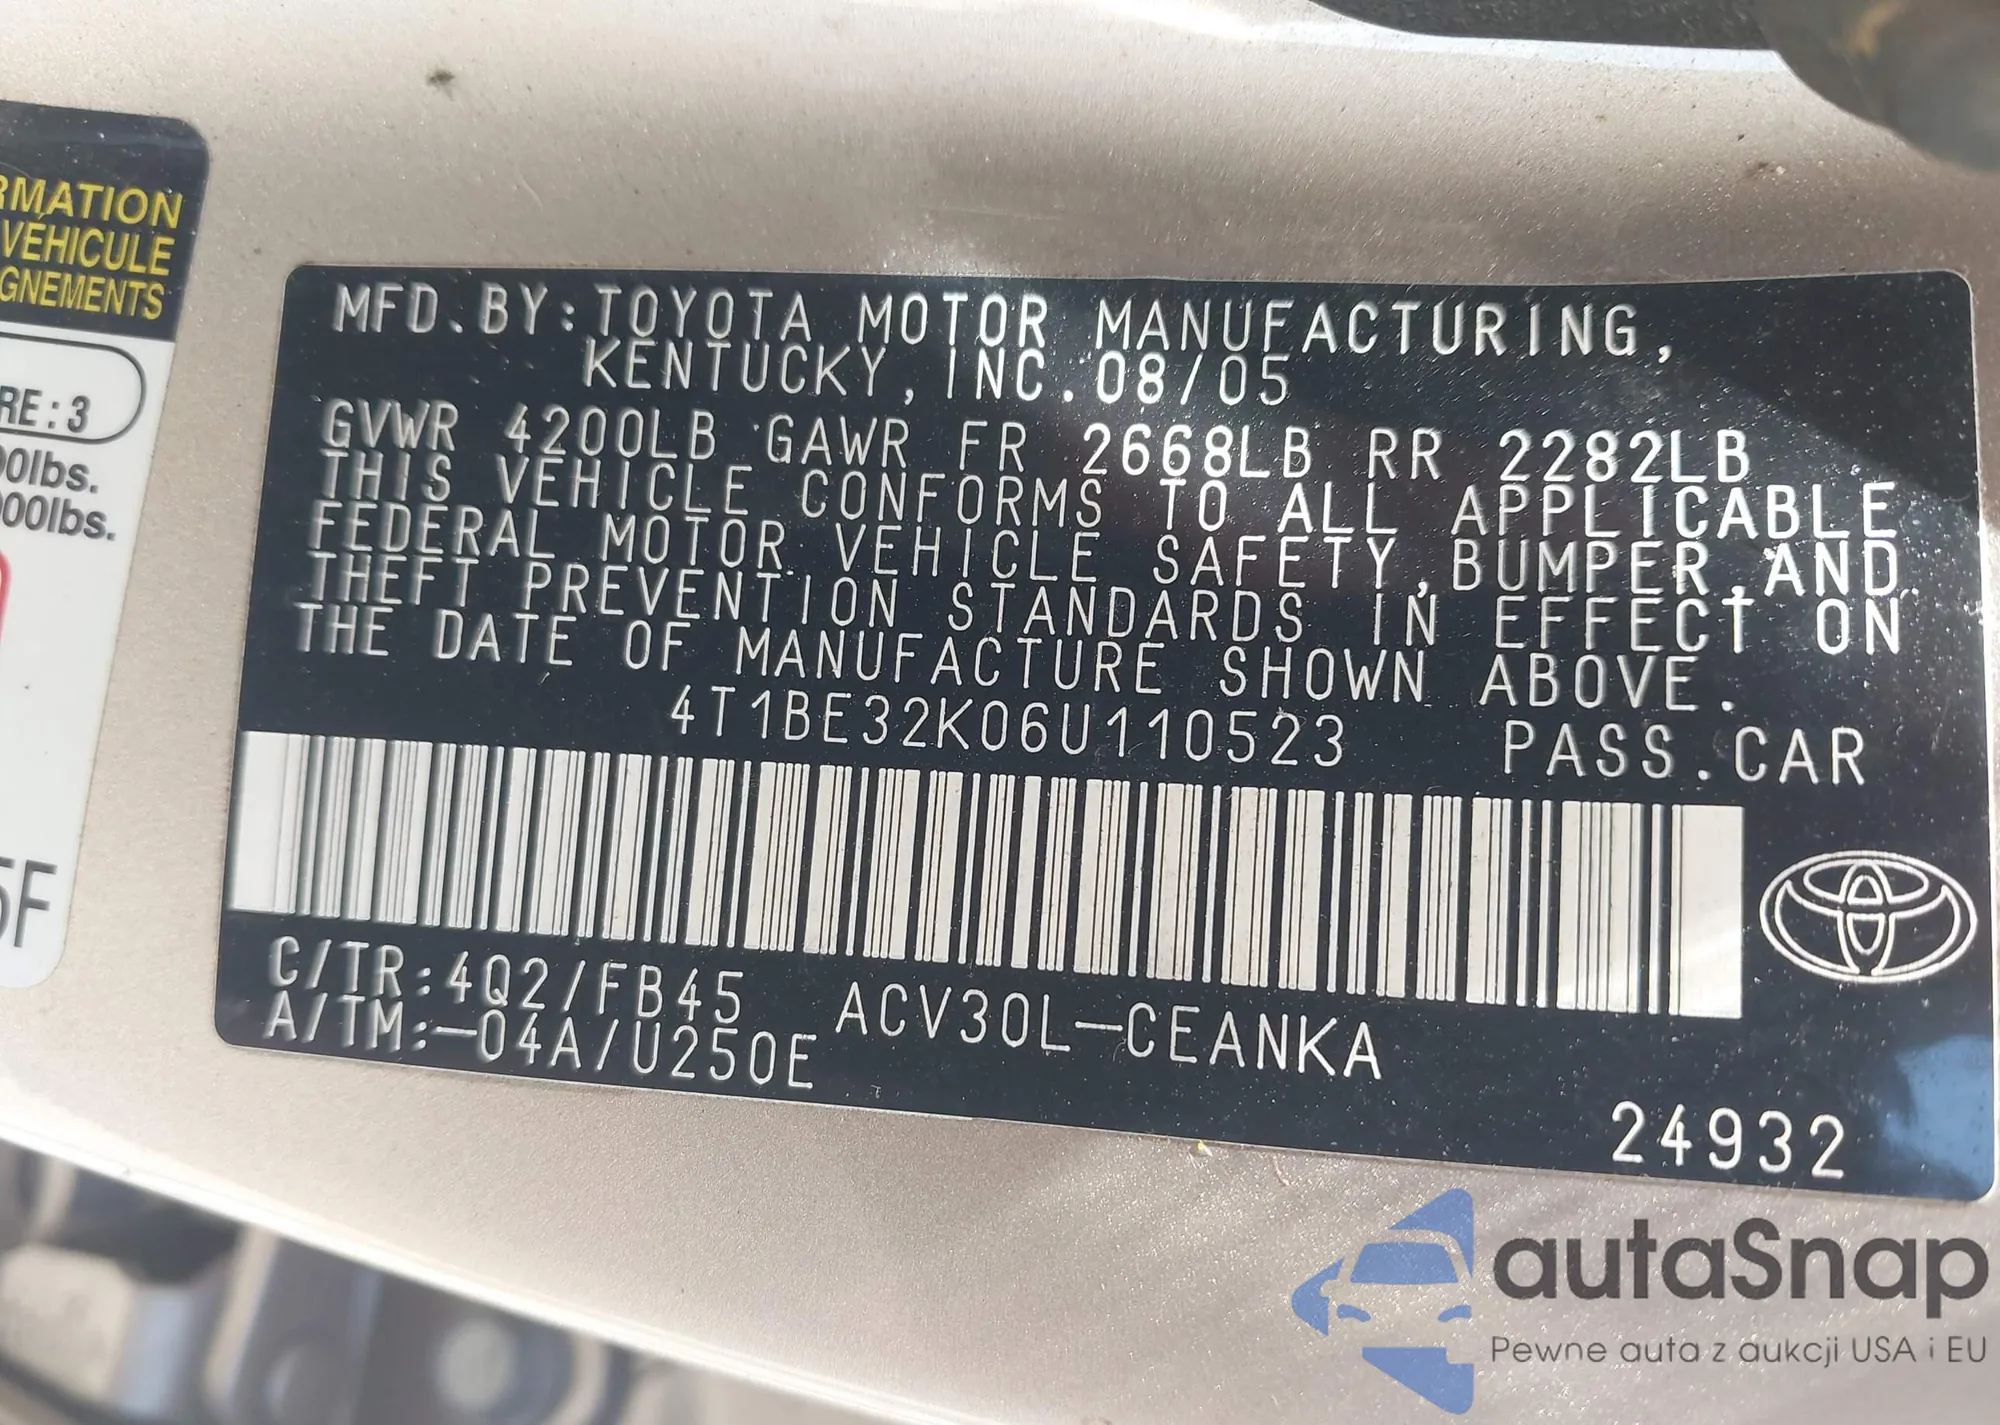 RMATION
VÉHICULE
GNEMENTS
RE : 3
00lbs.
000lbs.
5F
MFD. BY: TOYOTA MOTOR MANUFACTURING,
KENTUCKY, INC. 08/05
GVWR 4200LB GAWR FR 2668LB RR 2282LB
THIS VEHICLE CONFORMS TO ALL APPLICABLE
FEDERAL MOTOR VEHICLE SAFETY, BUMPER, AND
THEFT PREVENTION STANDARDS IN EFFECT ON
THE DATE OF MANUFACTURE SHOWN ABOVE.
4T1BE32K06U110523 PASS. CAR
C/TR: 4Q2/FB45 ACV30L-CEANKA
A/TM: -04A/U250E
24932
autaSnap
Pewne auta z aukcji USA i EU